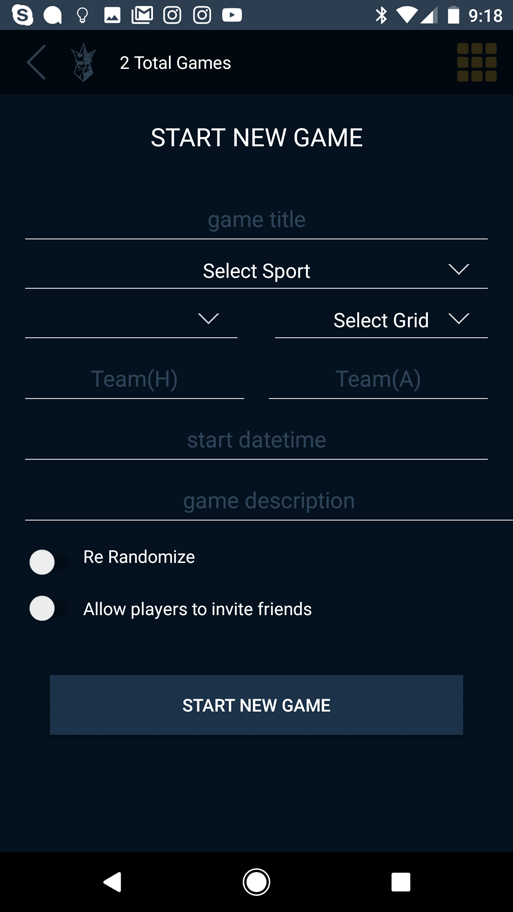 9:18
2 Total Games
START NEW GAME
game title
Select Sport
Select Grid
Team(H) Team(A)
start datetime
game description
Re Randomize
Allow players to invite friends
START NEW GAME